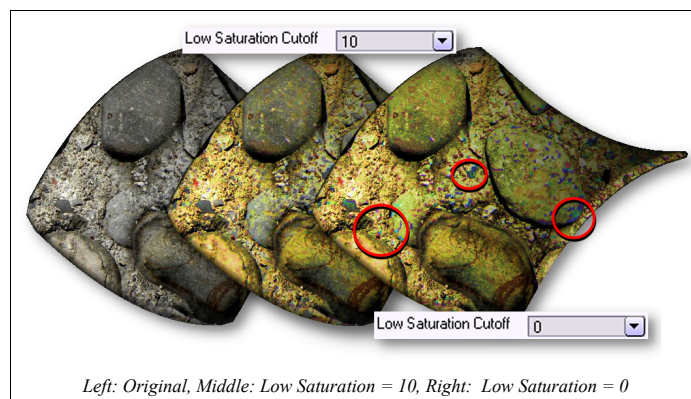 Low Saturation Cutoff 10
Low Saturation Cutoff 0
Left: Original, Middle: Low Saturation = 10, Right: Low Saturation = 0